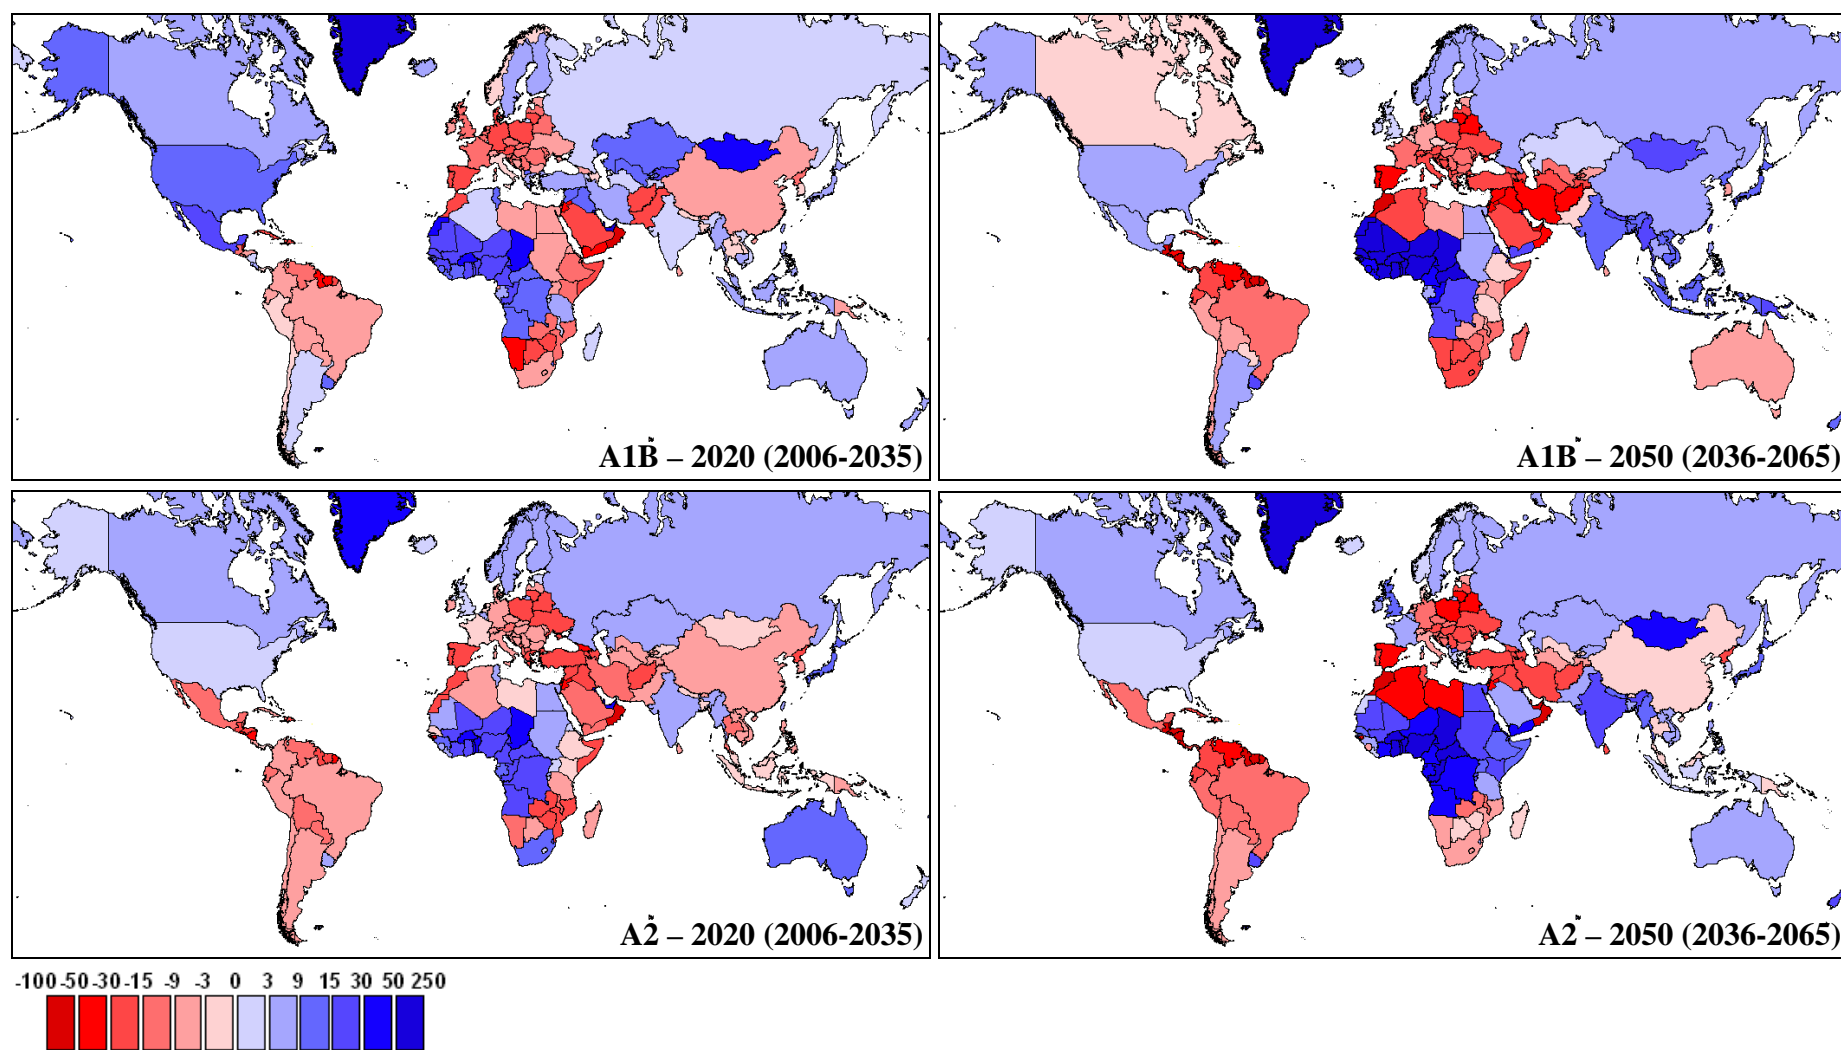 A1B – 2020 (2006-2035)
A1B – 2050 (2036-2065)
A2 – 2020 (2006-2035)
A2 – 2050 (2036-2065)
-100 -50 -30 -15 -9 -3 0 3 9 15 30 50 250